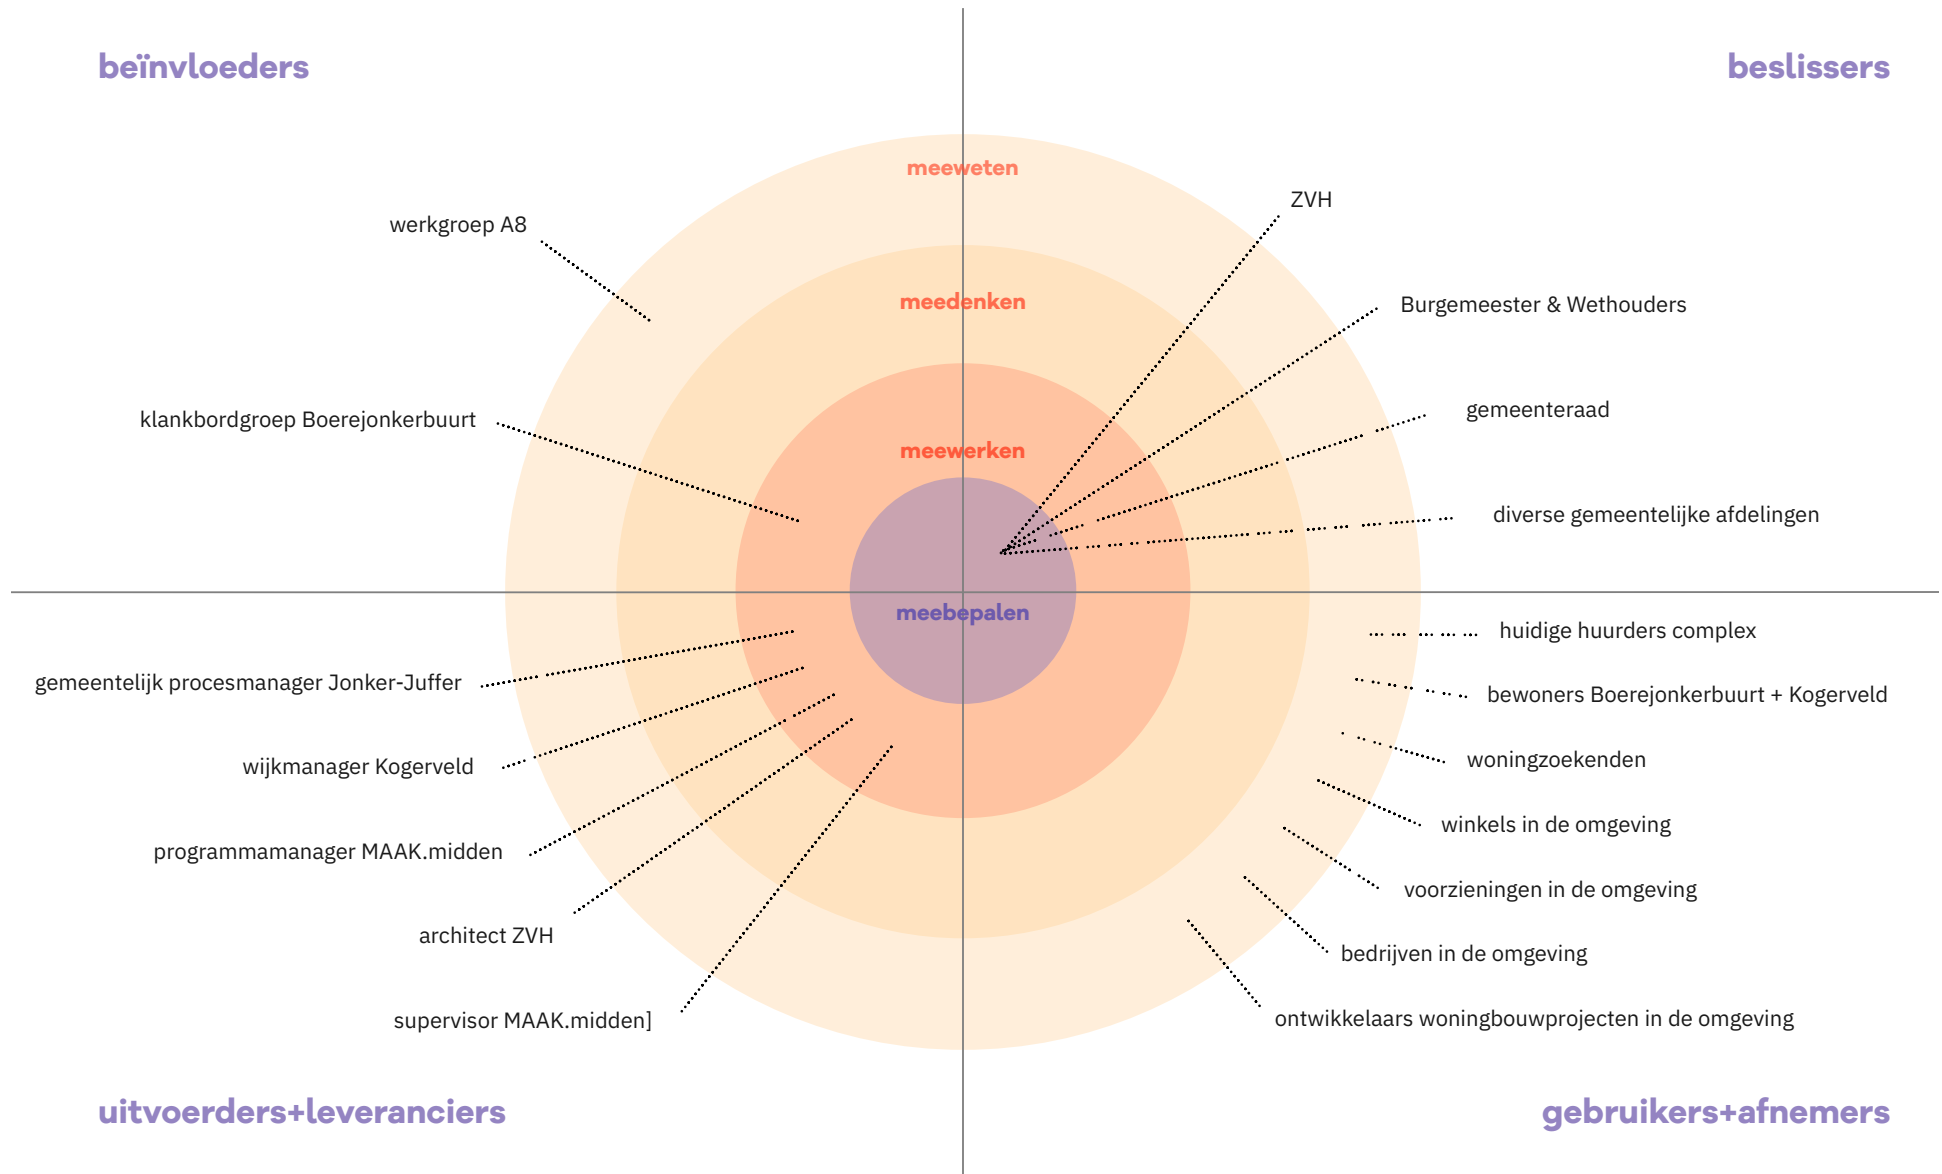 beïnvloeders
beslissers
meeweten
ZVH
werkgroep A8
meedenken
Burgemeester & Wethouders
gemeenteraad
klankbordgroep Boerejonkerbuurt
meewerken
diverse gemeentelijke afdelingen
meebepalen
huidige huurders complex
gemeentelijk procesmanager Jonker-Juffer
bewoners Boerejonkerbuurt + Kogerveld
woningzoekenden
wijkmanager Kogerveld
winkels in de omgeving
programmamanager MAAK.midden
voorzieningen in de omgeving
architect ZVH
bedrijven in de omgeving
supervisor MAAK.midden]
ontwikkelaars woningbouwprojecten in de omgeving
uitvoerders+leveranciers
gebruikers+afnemers